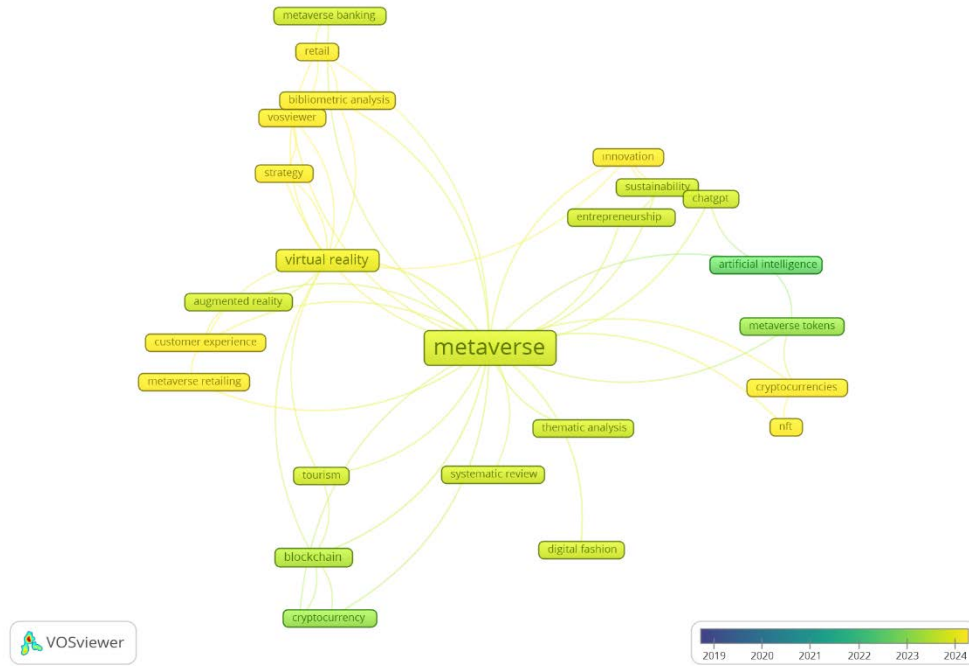 metaverse banking
retail
bibliometric analysis
vosviewer
strategy
innovation
sustainability
chatgpt
entrepreneurship
virtual reality
artificial intelligence
augmented reality
metaverse tokens
customer experience
metaverse
metaverse retailing
cryptocurrencies
nft
thematic analysis
tourism
systematic review
digital fashion
blockchain
cryptocurrency
VOSviewer
2019 2020 2021 2022 2023 2024